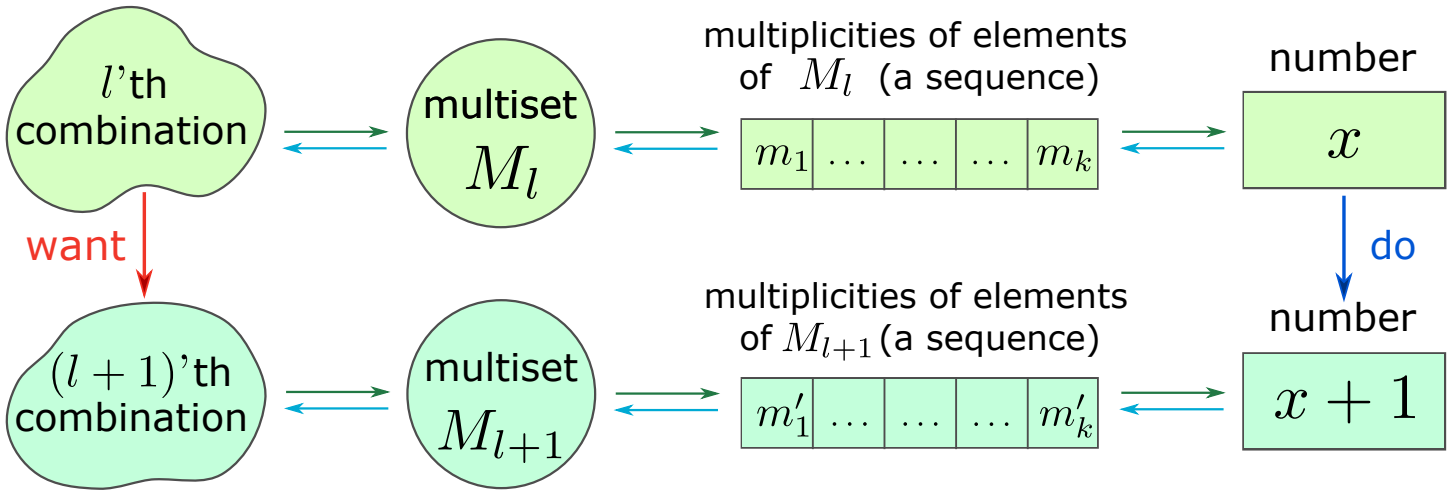 l'th
combination
multiset
M_l
multiplicities of elements
of M_l (a sequence)
m_1 ... ... ... m_k
number
x
want
do
(l + 1)'th
combination
multiset
M_{l+1}
multiplicities of elements
of M_{l+1} (a sequence)
m'_1 ... ... ... m'_k
number
x + 1